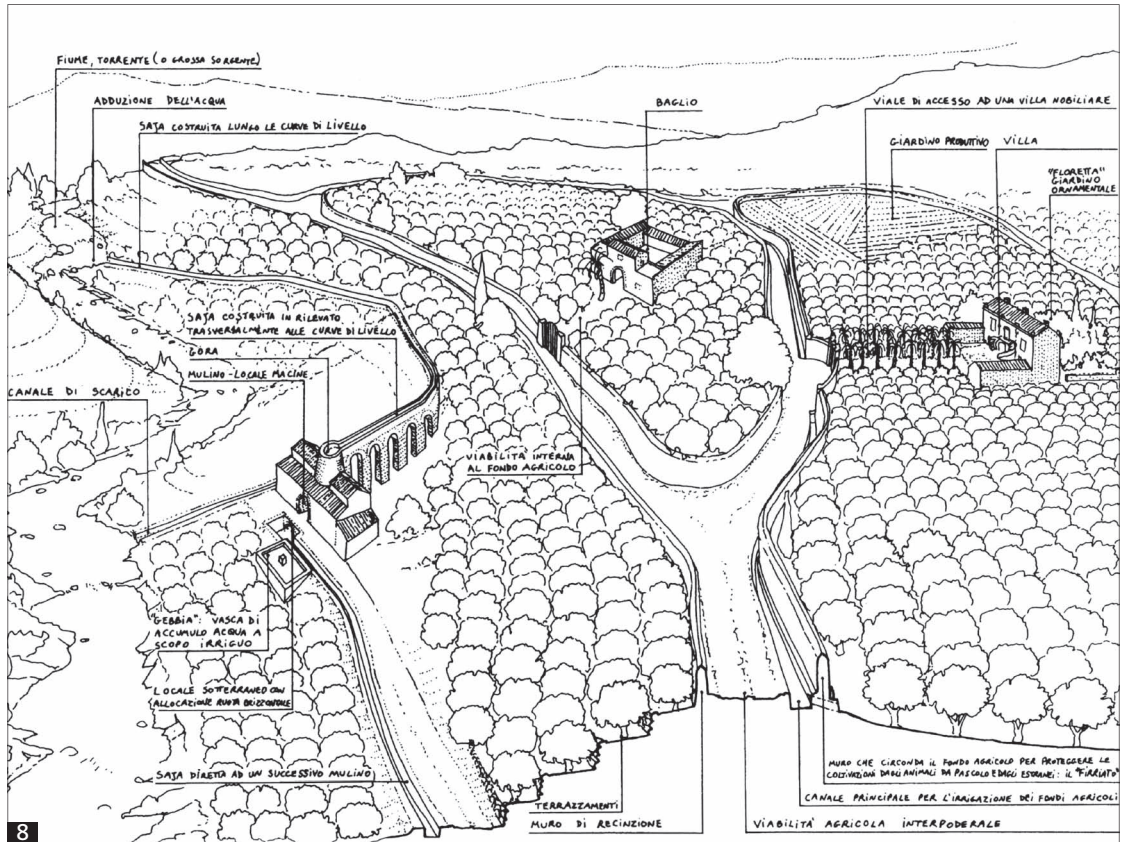 FIUME, TORRENTE (O GROSSA SORGENTE)
ADDUZIONE DELL'ACQUA
SAJA COSTRUITA LUNGO LE CURVE DI LIVELLO
BAGLIO
VIALE DI ACCESSO AD UNA VILLA NOBILIARE
GIARDINO PRODUTTIVO
VILLA
"FLORETTA"
GIARDINO
ORNAMENTALE
SAJA COSTRUITA IN RILEVATO
TRASVERSALMENTE ALLE CURVE DI LIVELLO
GORA
MULINO-LOCALE MACINE
CANALE DI SCARICO
VIABILITÀ INTERNA
AL FONDO AGRICOLO
"GEBBIA": VASCA DI
ACCUMULO ACQUA A
SCOPO IRRIGUO
LOCALE SOTTERRANEO CON
ALLOCAZIONE RUOTA ORIZZONTALE
SAJA DIRETTA AD UN SUCCESSIVO MULINO
TERRAZZAMENTI
MURO DI RECINZIONE
MURO CHE CIRCONDA IL FONDO AGRICOLO PER PROTEGGERE LE
COLTIVAZIONI DAGLI ANIMALI DA PASCOLO E DAGLI ESTRANEI: IL "FIRRIATO"
CANALE PRINCIPALE PER L'IRRIGAZIONE DEI FONDI AGRICOLI
VIABILITÀ AGRICOLA INTERPODERALE
8